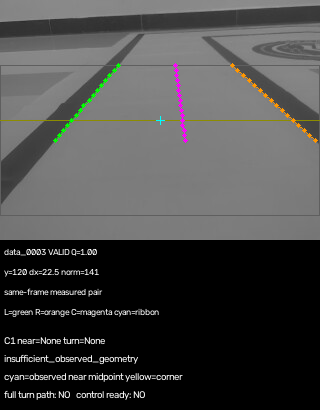 data_0003 VALID Q=1.00
y=120 dx=22.5 norm=141
same-frame measured pair
L=green R=orange C=magenta cyan=ribbon
C1 near=None turn=None
insufficient_observed_geometry
cyan=observed near midpoint yellow=corner
full turn path: NO control ready: NO